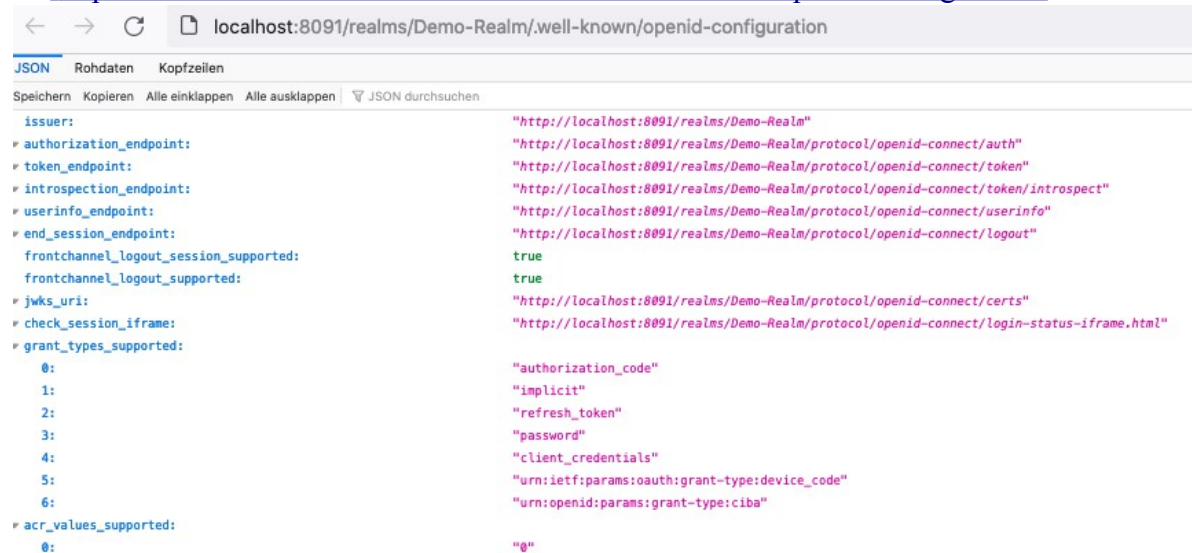 localhost:8091/realms/Demo-Realm/.well-known/openid-configuration
JSON Rohdaten Kopfzeilen
Speichern Kopieren Alle einklappen Alle ausklappen JSON durchsuchen
issuer: "http://localhost:8091/realms/Demo-Realm"
authorization_endpoint: "http://localhost:8091/realms/Demo-Realm/protocol/openid-connect/auth"
token_endpoint: "http://localhost:8091/realms/Demo-Realm/protocol/openid-connect/token"
introspection_endpoint: "http://localhost:8091/realms/Demo-Realm/protocol/openid-connect/token/introspect"
userinfo_endpoint: "http://localhost:8091/realms/Demo-Realm/protocol/openid-connect/userinfo"
end_session_endpoint: "http://localhost:8091/realms/Demo-Realm/protocol/openid-connect/logout"
frontchannel_logout_session_supported: true
frontchannel_logout_supported: true
jwks_uri: "http://localhost:8091/realms/Demo-Realm/protocol/openid-connect/certs"
check_session_iframe: "http://localhost:8091/realms/Demo-Realm/protocol/openid-connect/login-status-iframe.html"
grant_types_supported:
0: "authorization_code"
1: "implicit"
2: "refresh_token"
3: "password"
4: "client_credentials"
5: "urn:ietf:params:oauth:grant-type:device_code"
6: "urn:openid:params:grant-type:ciba"
acr_values_supported:
0: "0"